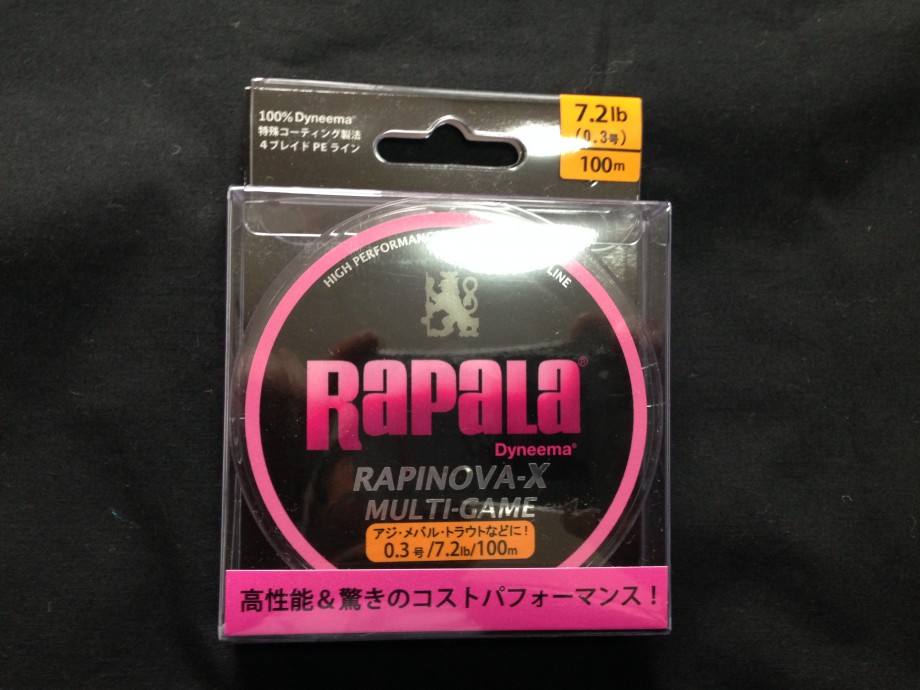 100% Dyneema®
特殊コーティング製法
4ブレイドPEライン
7.2lb
(0.3号)
100m
HIGH PERFORMANC
LINE
RAPALA®
Dyneema®
RAPINOVA-X
MULTI-GAME
アジ・メバル・トラウトなどに!
0.3号/7.2lb/100m
高性能&驚きのコストパフォーマンス!